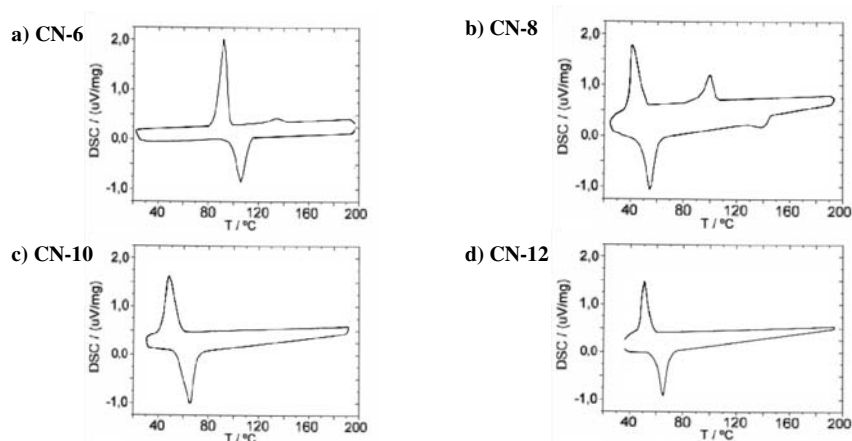 a) CN-6
DSC / (uV/mg)
2,0
1,0
0.0
-1,0
40 80 120 160 200
T / ºC
b) CN-8
DSC / (uV/mg)
2,0
1,0
0.0
-1,0
40 80 120 160 200
T / ºC
c) CN-10
DSC / (uV/mg)
2,0
1,0
0.0
-1,0
40 80 120 160 200
T / ºC
d) CN-12
DSC / (uV/mg)
2,0
1,0
0.0
-1,0
40 80 120 160 200
T / ºC